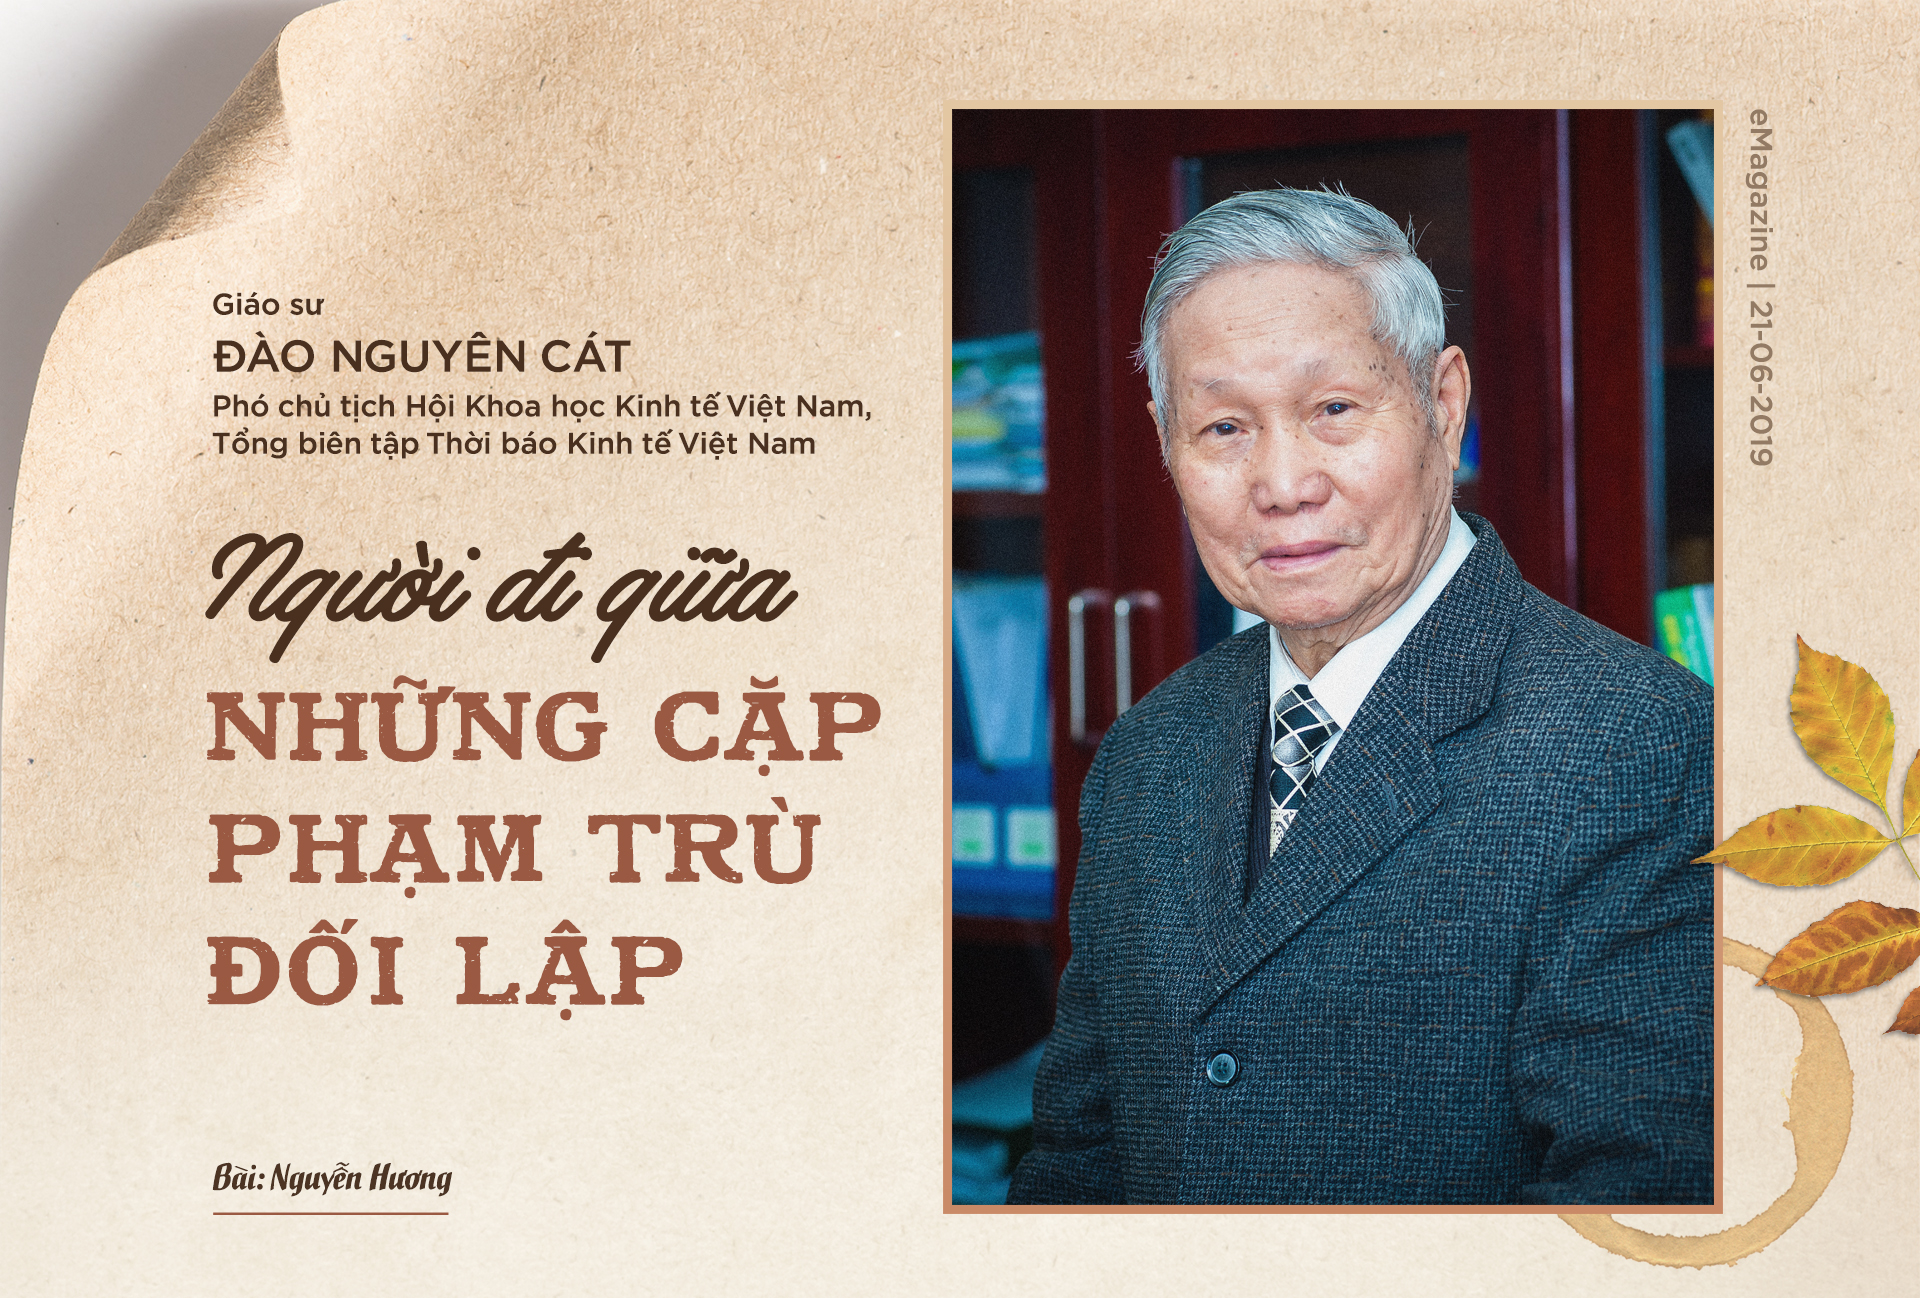 Giáo sư
ĐÀO NGUYÊN CÁT
Phó chủ tịch Hội Khoa học Kinh tế Việt Nam,
Tổng biên tập Thời báo Kinh tế Việt Nam
Người đi giữa
NHỮNG CẶP
PHẠM TRÙ
ĐỐI LẬP
Bài: Nguyễn Hương
eMagazine | 21-06-2019